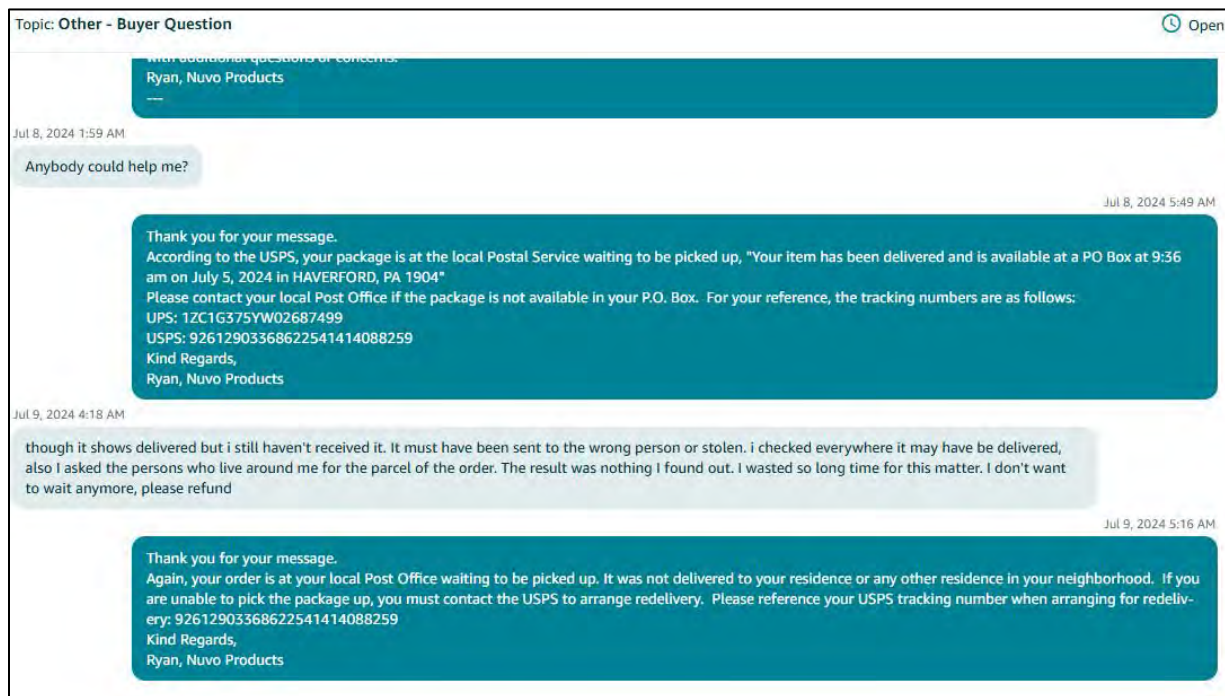 Topic: Other - Buyer Question
Open
with additional questions or concerns.
Ryan, Nuvo Products
---
Jul 8, 2024 1:59 AM
Anybody could help me?
Jul 8, 2024 5:49 AM
Thank you for your message.
According to the USPS, your package is at the local Postal Service waiting to be picked up, "Your item has been delivered and is available at a PO Box at 9:36
am on July 5, 2024 in HAVERFORD, PA 1904"
Please contact your local Post Office if the package is not available in your P.O. Box.  For your reference, the tracking numbers are as follows:
UPS: 1ZC1G375YW02687499
USPS: 92612903368622541414088259
Kind Regards,
Ryan, Nuvo Products
Jul 9, 2024 4:18 AM
though it shows delivered but i still haven't received it. It must have been sent to the wrong person or stolen. i checked everywhere it may have be delivered,
also I asked the persons who live around me for the parcel of the order. The result was nothing I found out. I wasted so long time for this matter. I don't want
to wait anymore, please refund
Jul 9, 2024 5:16 AM
Thank you for your message.
Again, your order is at your local Post Office waiting to be picked up. It was not delivered to your residence or any other residence in your neighborhood.  If you
are unable to pick the package up, you must contact the USPS to arrange redelivery.  Please reference your USPS tracking number when arranging for redeliv-
ery: 92612903368622541414088259
Kind Regards,
Ryan, Nuvo Products